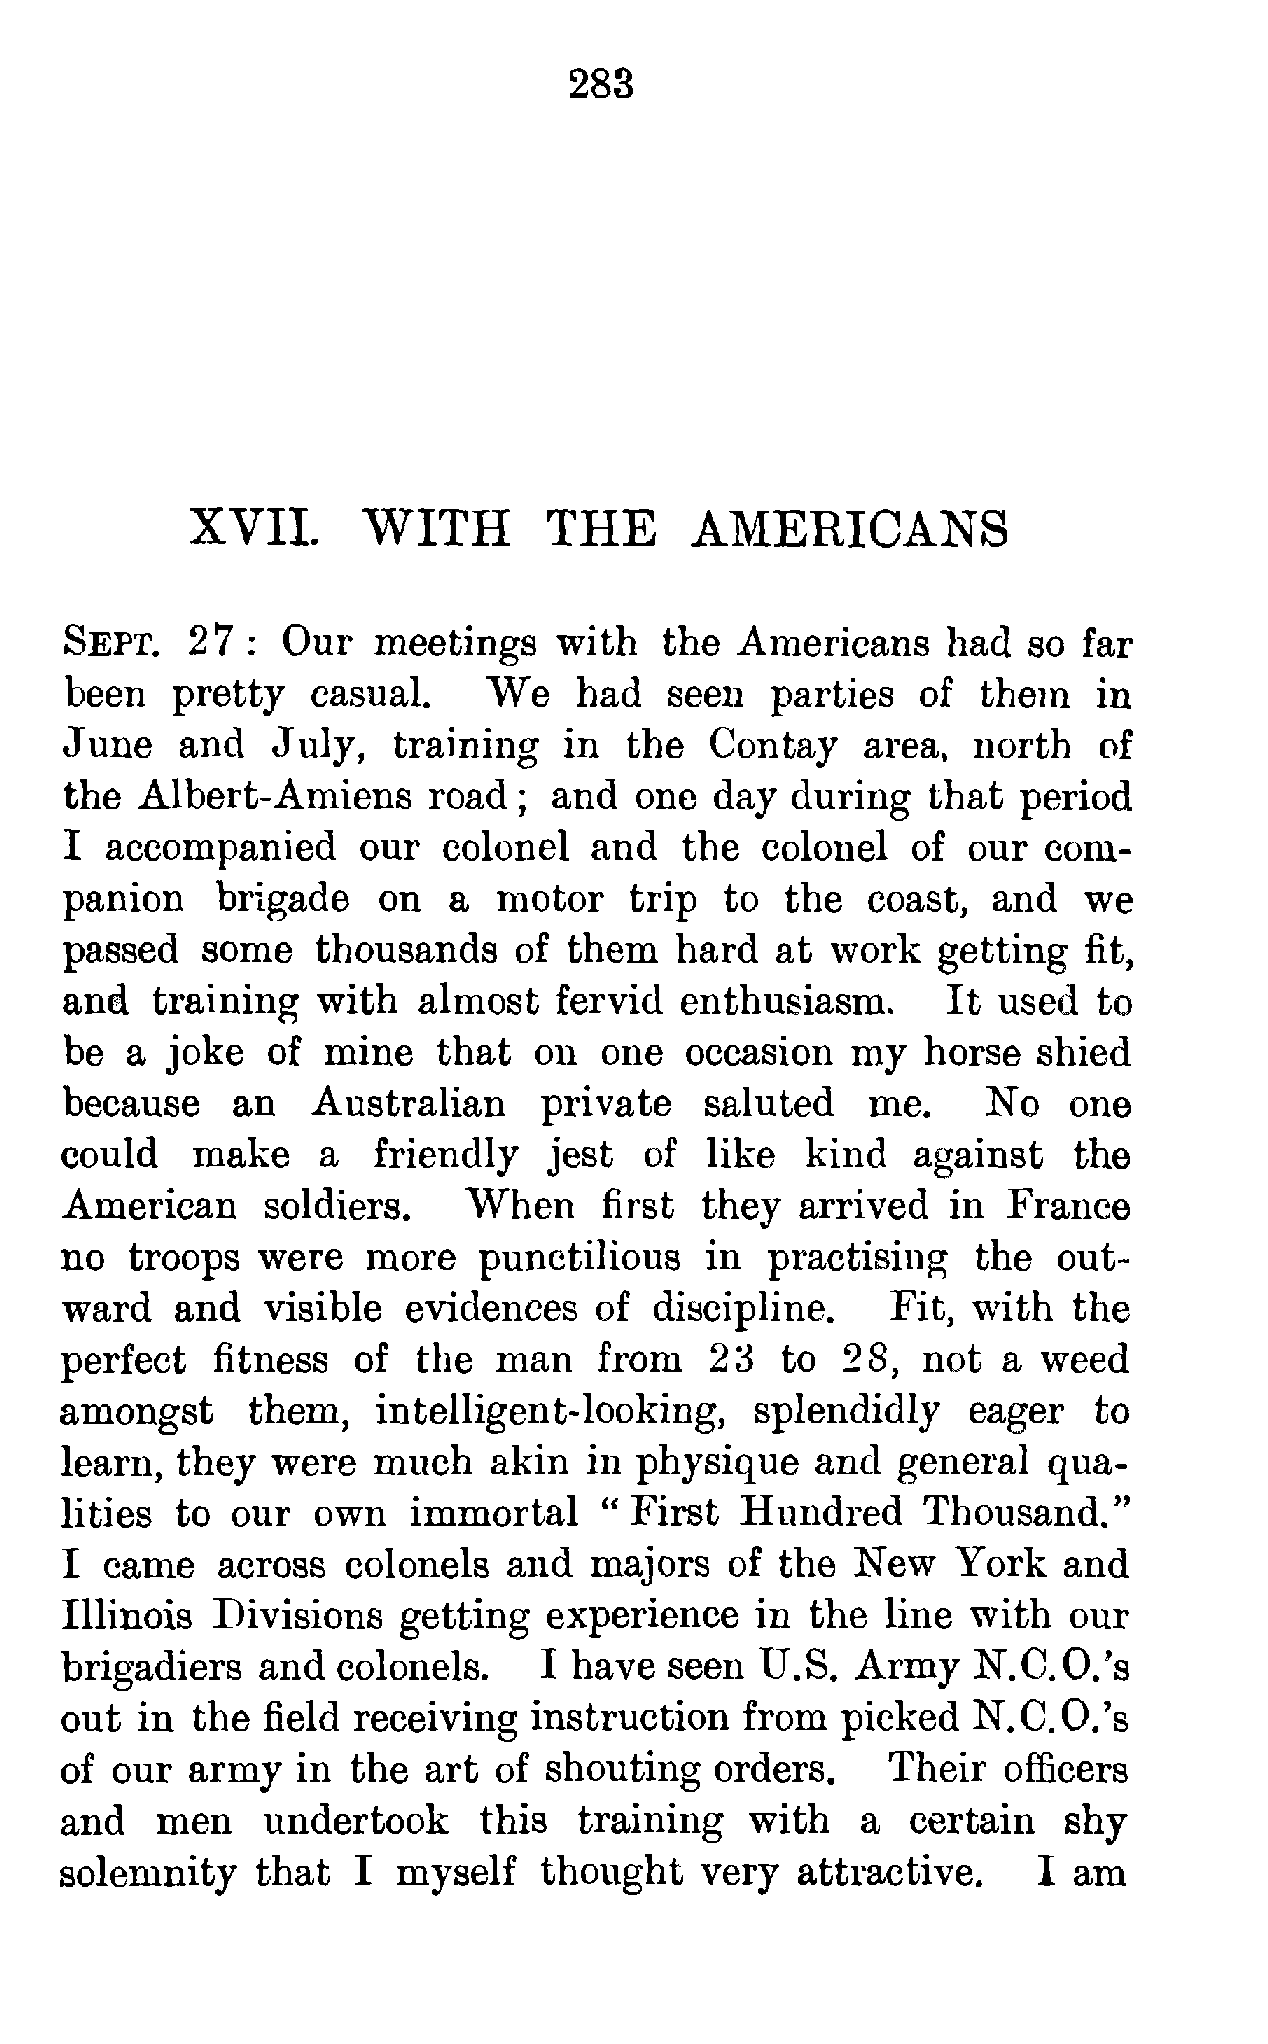 283
XVII. WITH THE AMERICANS
SEPT. 27 : Our meetings with the Americans had so far
been pretty casual. We had seen parties of them in
June and July, training in the Contay area, north of
the Albert-Amiens road ; and one day during that period
I accompanied our colonel and the colonel of our com-
panion brigade on a motor trip to the coast, and we
passed some thousands of them hard at work getting fit,
and training with almost fervid enthusiasm. It used to
be a joke of mine that on one occasion my horse shied
because an Australian private saluted me. No one
could make a friendly jest of like kind against the
American soldiers. When first they arrived in France
no troops were more punctilious in practising the out-
ward and visible evidences of discipline. Fit, with the
perfect fitness of the man from 23 to 28, not a weed
amongst them, intelligent-looking, splendidly eager to
learn, they were much akin in physique and general qua-
lities to our own immortal “ First Hundred Thousand.”
I came across colonels and majors of the New York and
Illinois Divisions getting experience in the line with our
brigadiers and colonels. I have seen U.S. Army N.C.O.’s
out in the field receiving instruction from picked N.C.O.’s
of our army in the art of shouting orders. Their officers
and men undertook this training with a certain shy
solemnity that I myself thought very attractive. I am